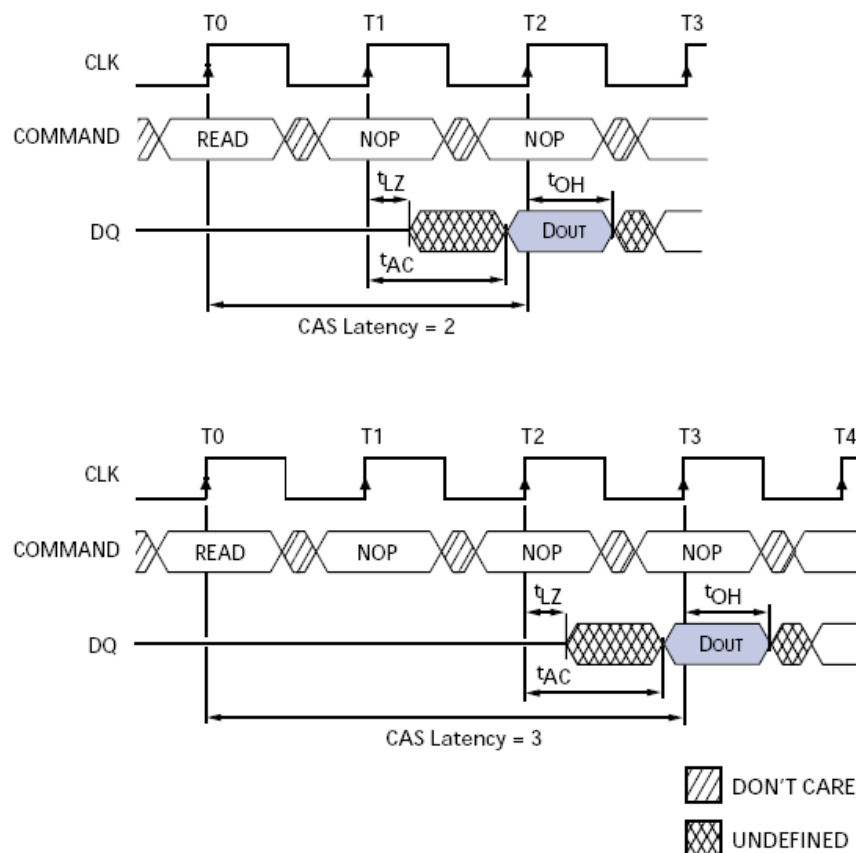 T0 T1 T2 T3
CLK
COMMAND READ NOP NOP
tLZ tOH
DQ DOUT
tAC
CAS Latency = 2
T0 T1 T2 T3 T4
CLK
COMMAND READ NOP NOP NOP
tLZ tOH
DQ DOUT
tAC
CAS Latency = 3
DON'T CARE
UNDEFINED